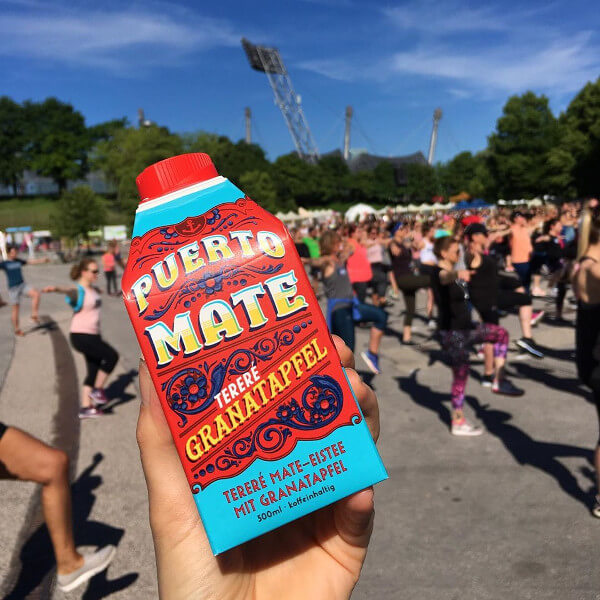 PUERTO
MATE
TERERÉ
GRANATAPFEL
TERERÉ MATE-EISTEE
MIT GRANATAPFEL
500ml · koffeinhaltig